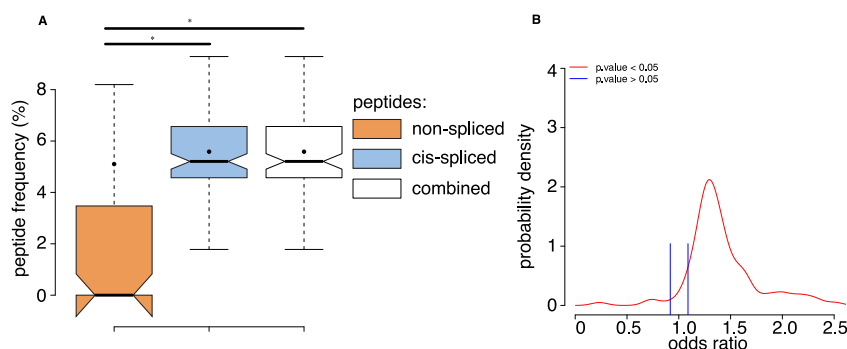 A
*
*
peptide frequency (%)
8
6
4
2
0
peptides:
non-spliced
cis-spliced
combined
B
p.value < 0.05
p.value > 0.05
probability density
4
3
2
1
0
0 0.5 1.0 1.5 2.0 2.5
odds ratio